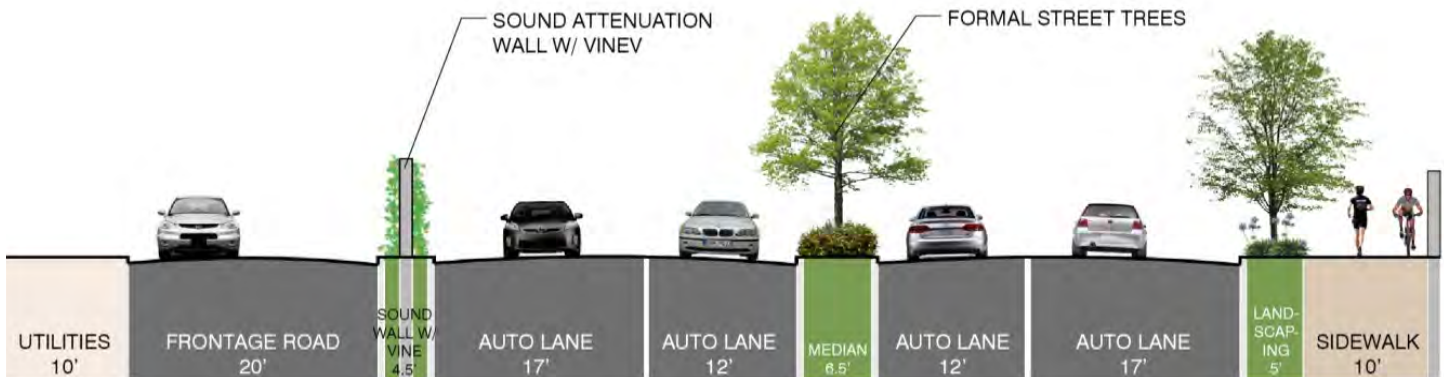 SOUND ATTENUATION
WALL W/ VINEV
FORMAL STREET TREES
UTILITIES
10'
FRONTAGE ROAD
20'
SOUND
WALL W/
VINE
4.5'
AUTO LANE
17'
AUTO LANE
12'
MEDIAN
6.5'
AUTO LANE
12'
AUTO LANE
17'
LAND-
SCAP-
ING
5'
SIDEWALK
10'